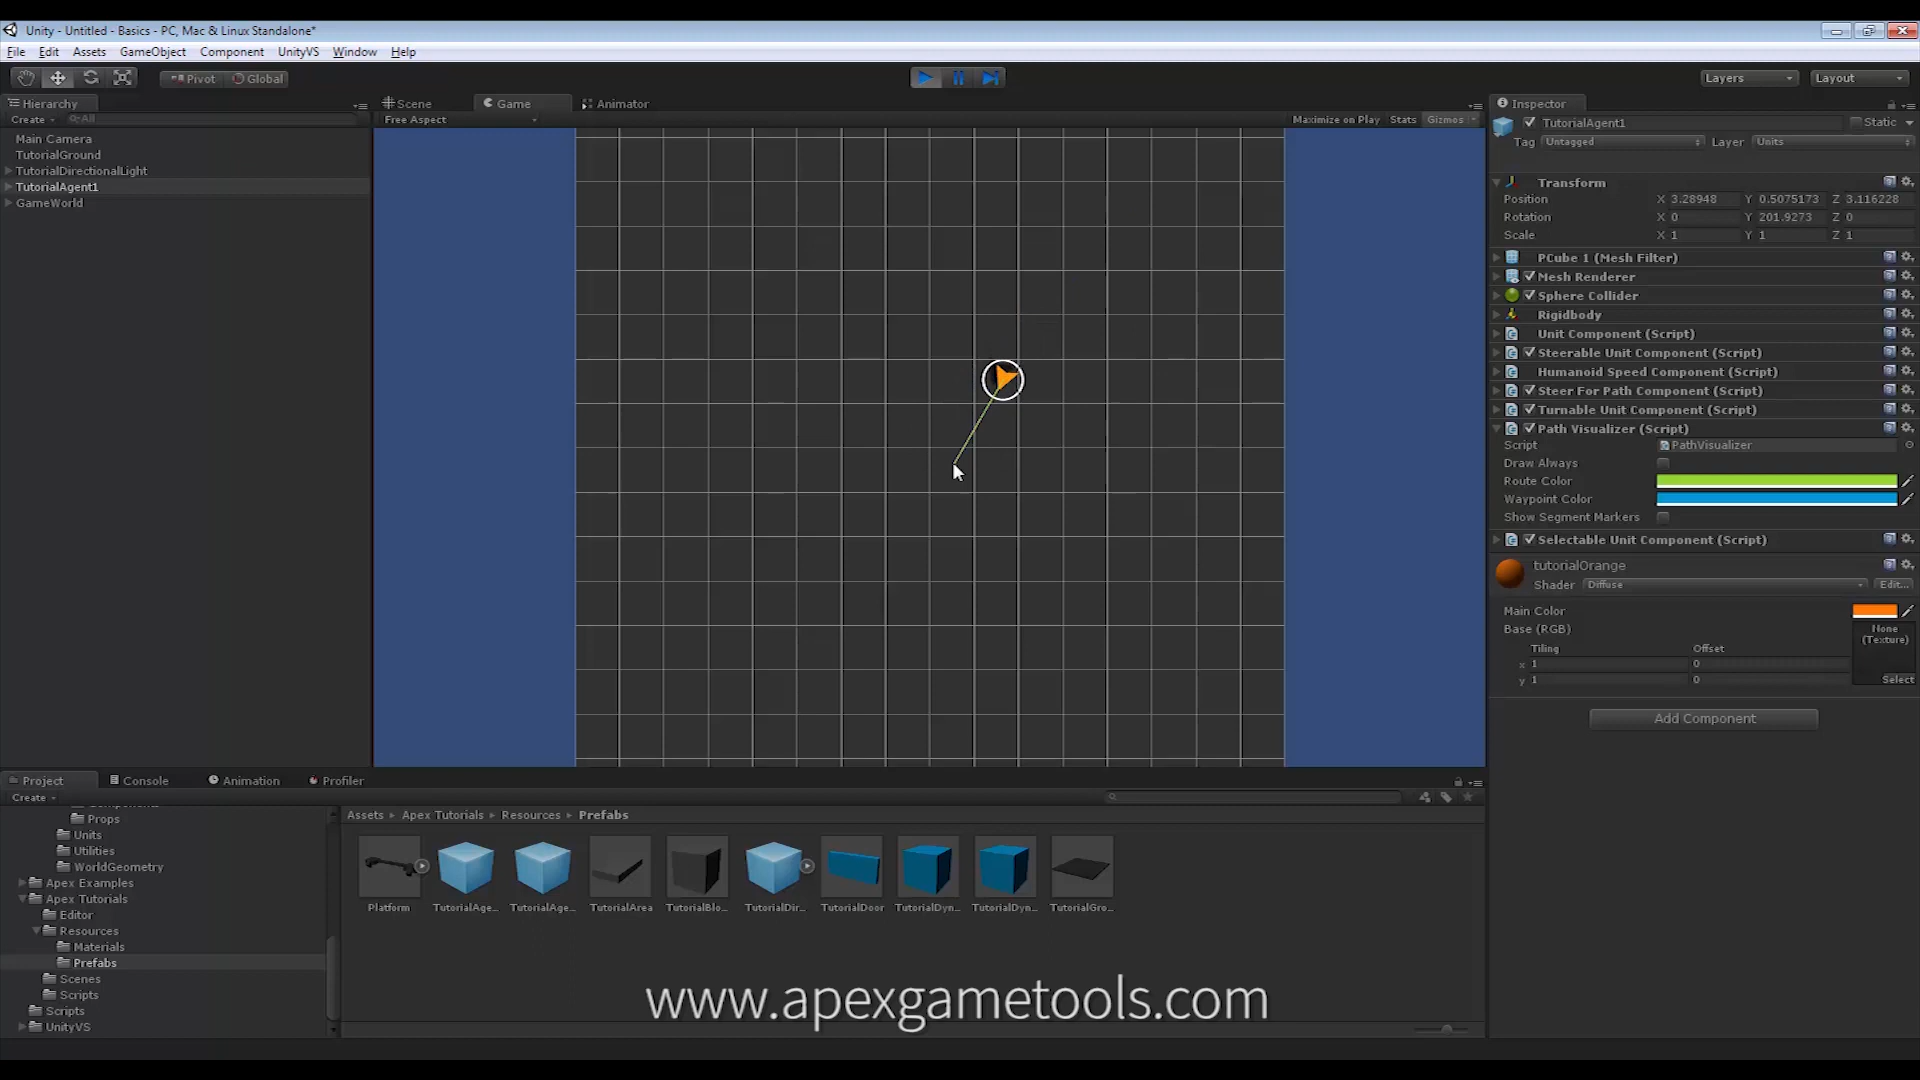 Unity - Untitled - Basics - PC, Mac & Linux Standalone*
File Edit Assets GameObject Component UnityVS Window Help
Pivot Global
Layers Layout
Hierarchy
Create All
Main Camera
TutorialGround
TutorialDirectionalLight
TutorialAgent1
GameWorld
Scene Game Animator
Free Aspect Maximize on Play Stats Gizmos
Inspector
TutorialAgent1 Static
Tag Untagged Layer Units
Transform
Position X 3.28948 Y 0.5075173 Z 3.116228
Rotation X 0 Y 201.9273 Z 0
Scale X 1 Y 1 Z 1
PCube 1 (Mesh Filter)
Mesh Renderer
Sphere Collider
Rigidbody
Unit Component (Script)
Steerable Unit Component (Script)
Humanoid Speed Component (Script)
Steer For Path Component (Script)
Turnable Unit Component (Script)
Path Visualizer (Script)
Script PathVisualizer
Draw Always
Route Color
Waypoint Color
Show Segment Markers
Selectable Unit Component (Script)
tutorialOrange
Shader Diffuse Edit...
Main Color
Base (RGB) None (Texture)
Tiling Offset
x 1 0
y 1 0 Select
Add Component
Project Console Animation Profiler
Create
Props
Units
Utilities
WorldGeometry
Apex Examples
Apex Tutorials
Editor
Resources
Materials
Prefabs
Scenes
Scripts
Scripts
UnityVS
Assets Apex Tutorials Resources Prefabs
Platform TutorialAge... TutorialAge... TutorialArea TutorialBlo... TutorialDir... TutorialDoor TutorialDyn... TutorialDyn... TutorialGro...
www.apexgametools.com